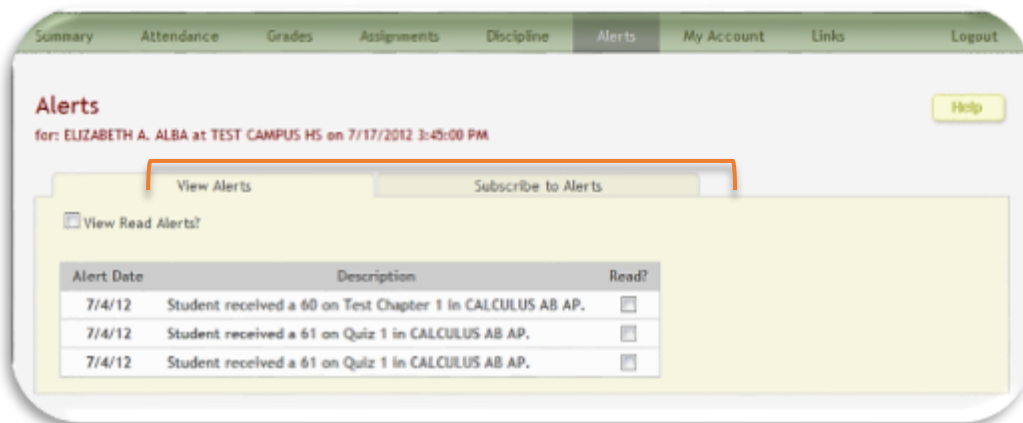 Summary Attendance Grades Assignments Discipline Alerts My Account Links Logout
Alerts
Help
for: ELIZABETH A. ALBA at TEST CAMPUS HS on 7/17/2012 3:45:00 PM
View Alerts Subscribe to Alerts
View Read Alerts?
Alert Date Description Read?
7/4/12 Student received a 60 on Test Chapter 1 in CALCULUS AB AP.
7/4/12 Student received a 61 on Quiz 1 in CALCULUS AB AP.
7/4/12 Student received a 61 on Quiz 1 in CALCULUS AB AP.